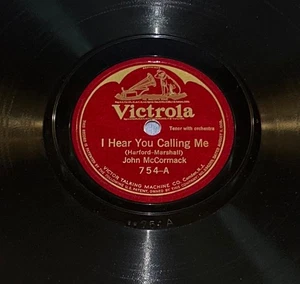 Victrola
Tenor with orchestra
I Hear You Calling Me
(Harford-Marshall)
John McCormack
754-A
VICTOR TALKING MACHINE CO. Camden N.J.